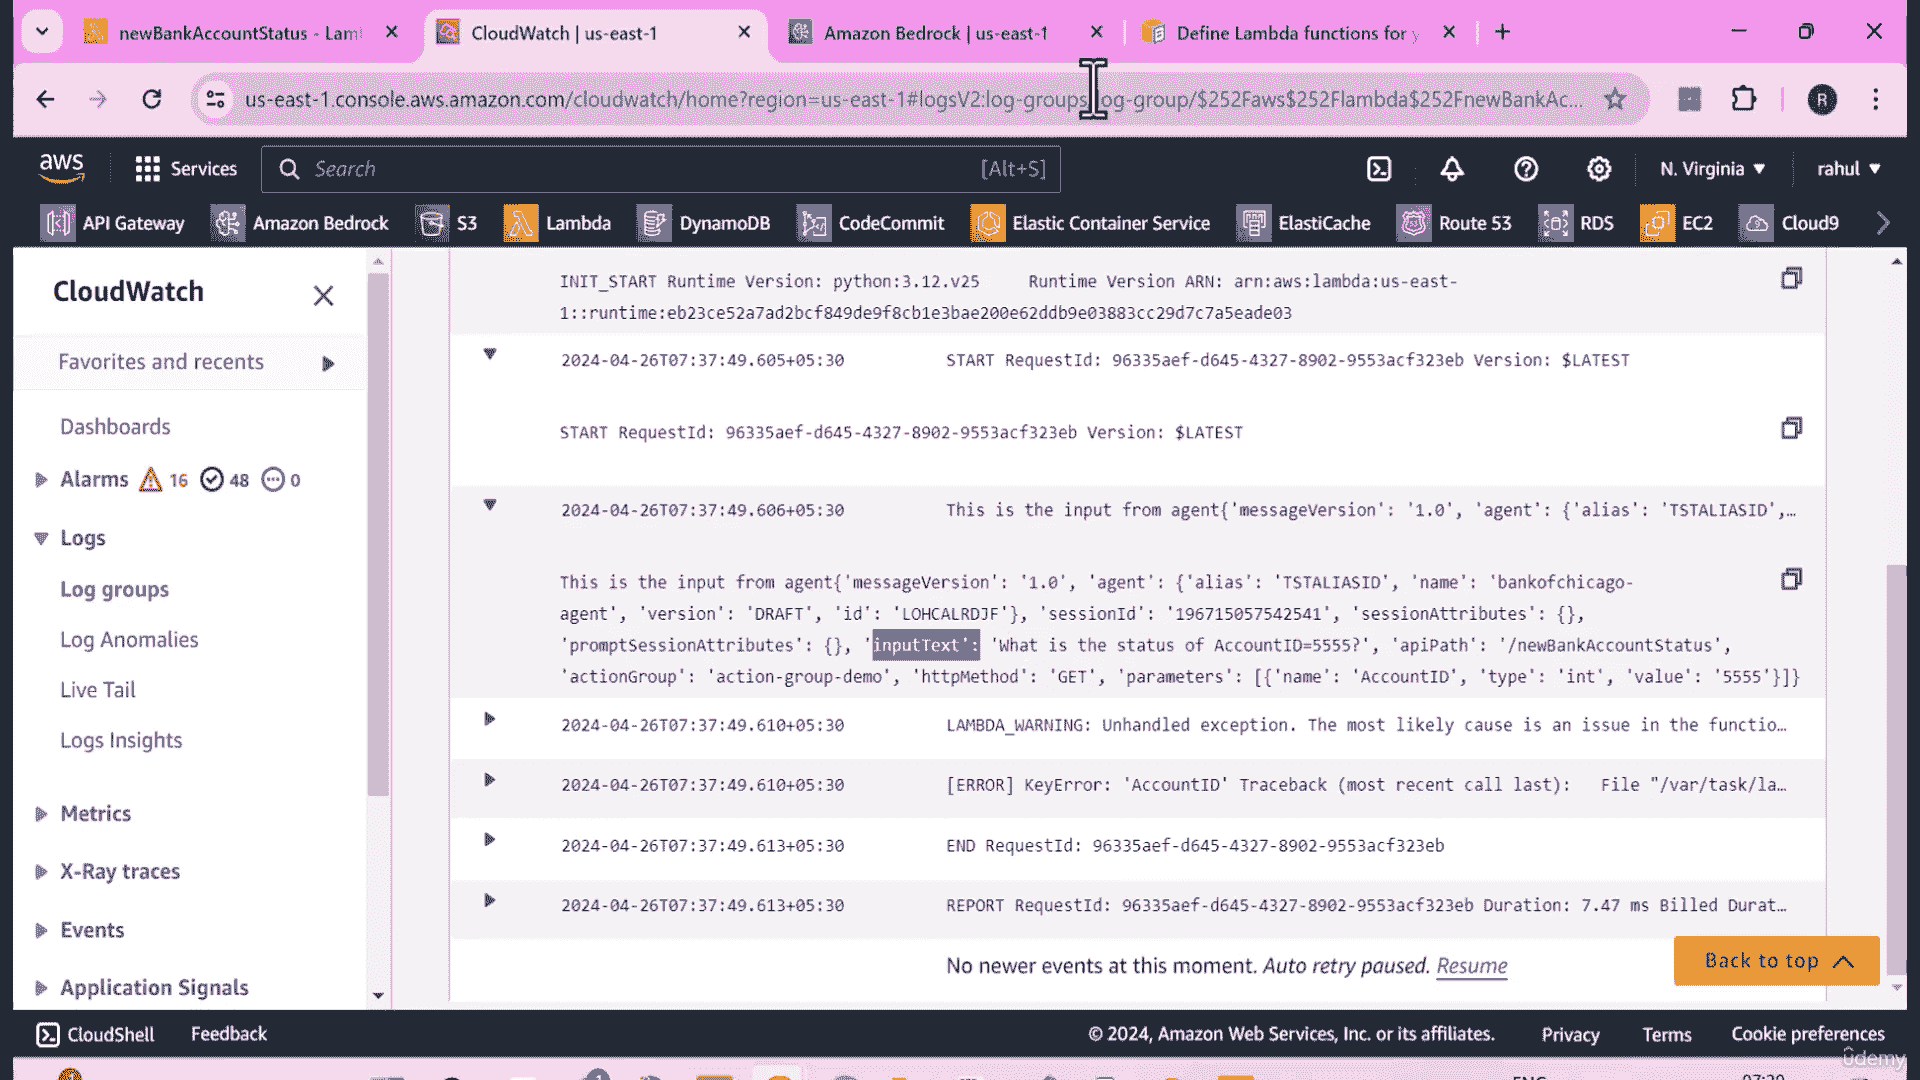 newBankAccountStatus - Lam
CloudWatch | us-east-1
Amazon Bedrock | us-east-1
Define Lambda functions for y
us-east-1.console.aws.amazon.com/cloudwatch/home?region=us-east-1#logsV2:log-groups/log-group/$252Faws$252Flambda$252FnewBankAc...
R
aws
Services
Search
[Alt+S]
N. Virginia
rahul
API Gateway
Amazon Bedrock
S3
Lambda
DynamoDB
CodeCommit
Elastic Container Service
ElastiCache
Route 53
RDS
EC2
Cloud9
CloudWatch
Favorites and recents
Dashboards
Alarms 16 48 0
Logs
Log groups
Log Anomalies
Live Tail
Logs Insights
Metrics
X-Ray traces
Events
Application Signals
INIT_START Runtime Version: python:3.12.v25 Runtime Version ARN: arn:aws:lambda:us-east-
1::runtime:eb23ce52a7ad2bcf849de9f8cb1e3bae200e62ddb9e03883cc29d7c7a5eade03
2024-04-26T07:37:49.605+05:30 START RequestId: 96335aef-d645-4327-8902-9553acf323eb Version: $LATEST
START RequestId: 96335aef-d645-4327-8902-9553acf323eb Version: $LATEST
2024-04-26T07:37:49.606+05:30 This is the input from agent{'messageVersion': '1.0', 'agent': {'alias': 'TSTALIASID',…
This is the input from agent{'messageVersion': '1.0', 'agent': {'alias': 'TSTALIASID', 'name': 'bankofchicago-
agent', 'version': 'DRAFT', 'id': 'LOHCALRDJF'}, 'sessionId': '196715057542541', 'sessionAttributes': {},
'promptSessionAttributes': {}, 'inputText': 'What is the status of AccountID=5555?', 'apiPath': '/newBankAccountStatus',
'actionGroup': 'action-group-demo', 'httpMethod': 'GET', 'parameters': [{'name': 'AccountID', 'type': 'int', 'value': '5555'}]}
2024-04-26T07:37:49.610+05:30 LAMBDA_WARNING: Unhandled exception. The most likely cause is an issue in the functio…
2024-04-26T07:37:49.610+05:30 [ERROR] KeyError: 'AccountID' Traceback (most recent call last): File "/var/task/la…
2024-04-26T07:37:49.613+05:30 END RequestId: 96335aef-d645-4327-8902-9553acf323eb
2024-04-26T07:37:49.613+05:30 REPORT RequestId: 96335aef-d645-4327-8902-9553acf323eb Duration: 7.47 ms Billed Durat…
No newer events at this moment. Auto retry paused. Resume
Back to top
CloudShell
Feedback
© 2024, Amazon Web Services, Inc. or its affiliates.
Privacy
Terms
Cookie preferences
ûdemy